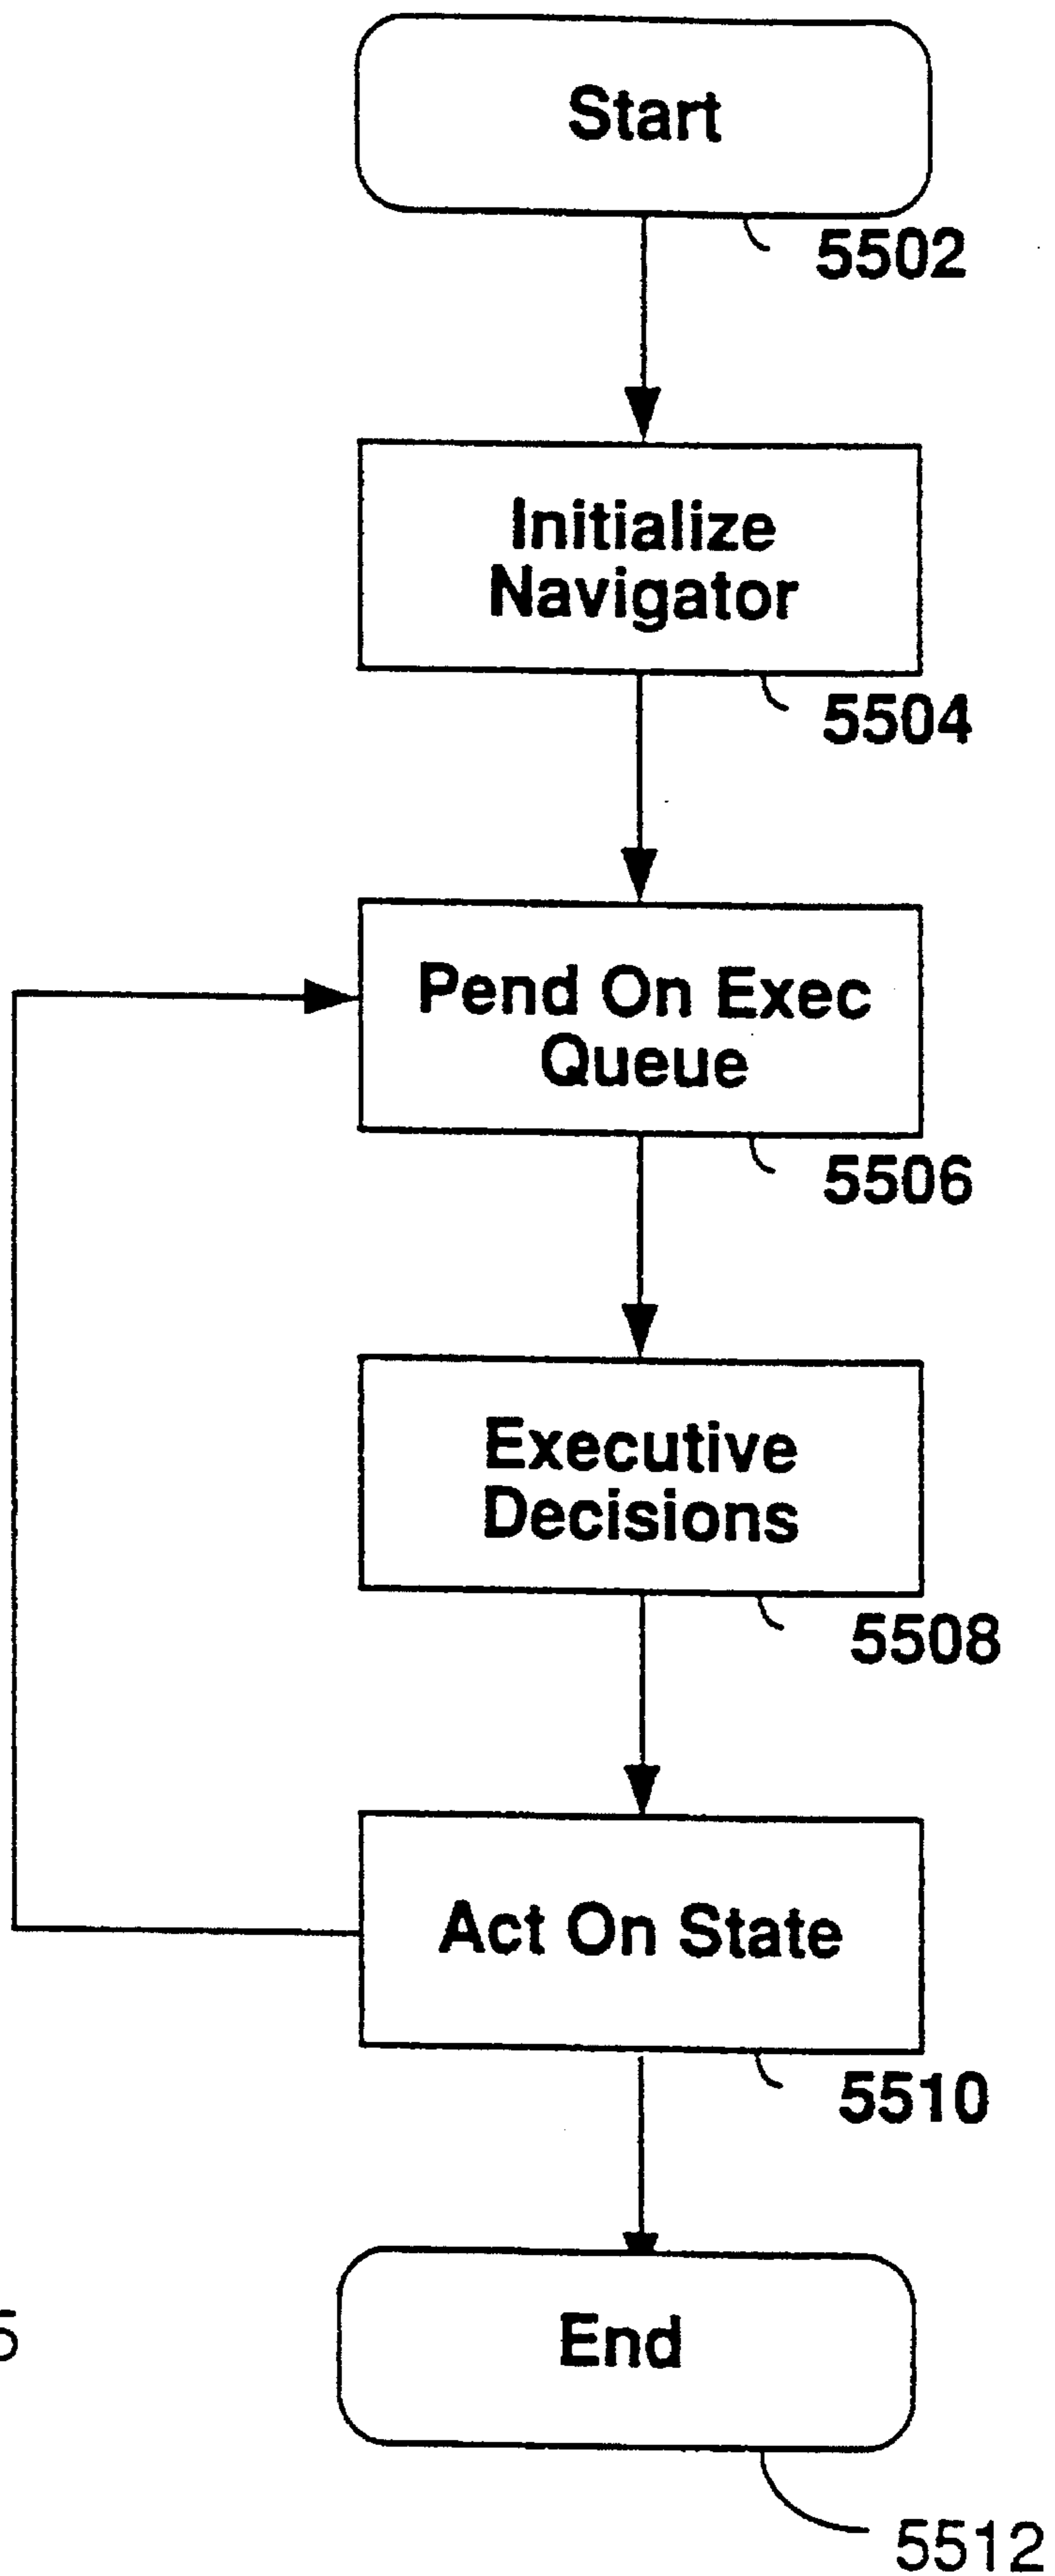 Start
5502
Initialize
Navigator
5504
Pend On Exec
Queue
5506
Executive
Decisions
5508
Act On State
5510
End
5
5512